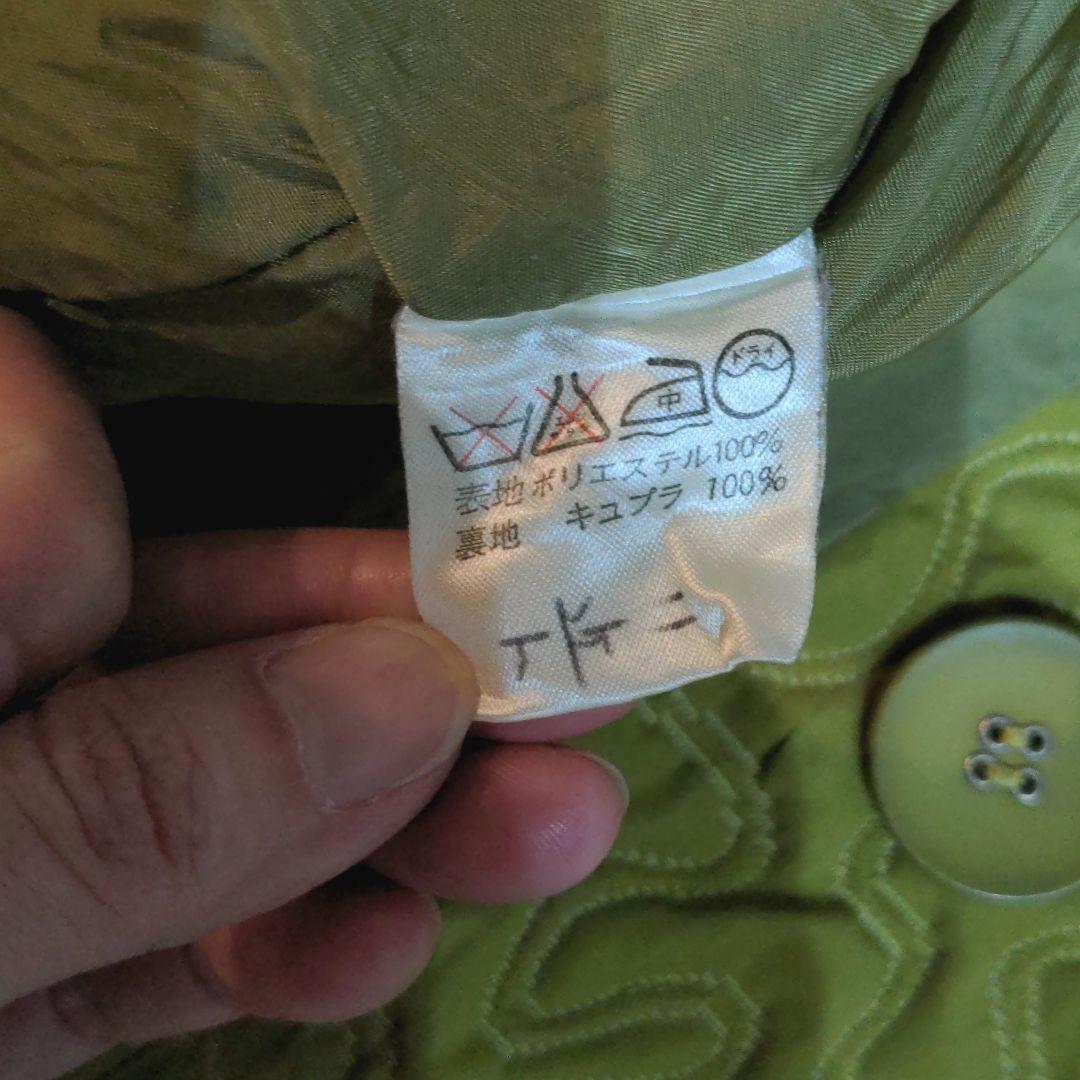 中 ドライ
表地 ポリエステル100%
裏地 キュプラ 100%